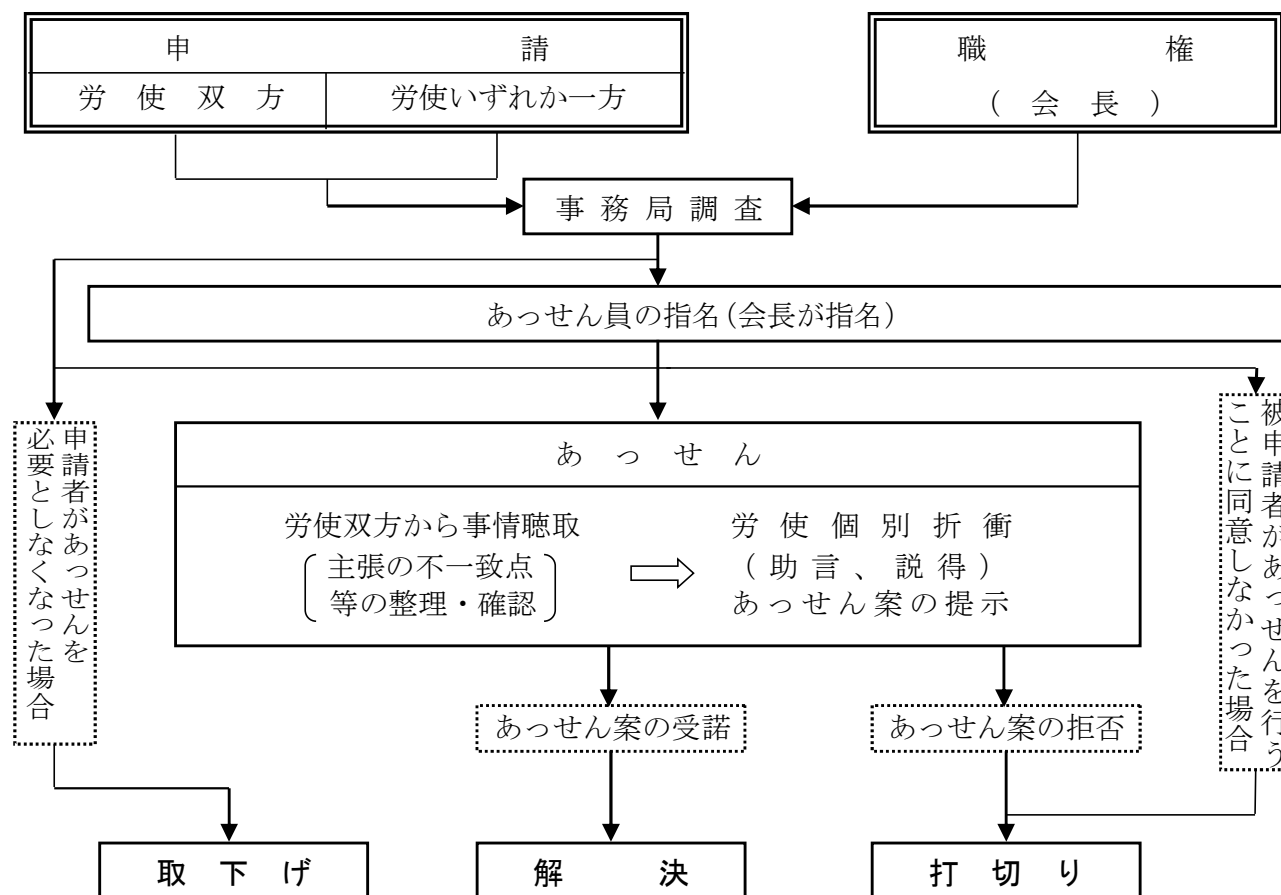 申請
労使双方
労使いずれか一方
職権
(会長)
事務局調査
あっせん員の指名(会長が指名)
申請者があっせんを
必要としなくなった場合
あっせん
労使双方から事情聴取
主張の不一致点
等の整理・確認
労使個別折衝
(助言、説得)
あっせん案の提示
被申請者があっせんを行う
ことに同意しなかった場合
あっせん案の受諾
あっせん案の拒否
取下げ
解決
打切り